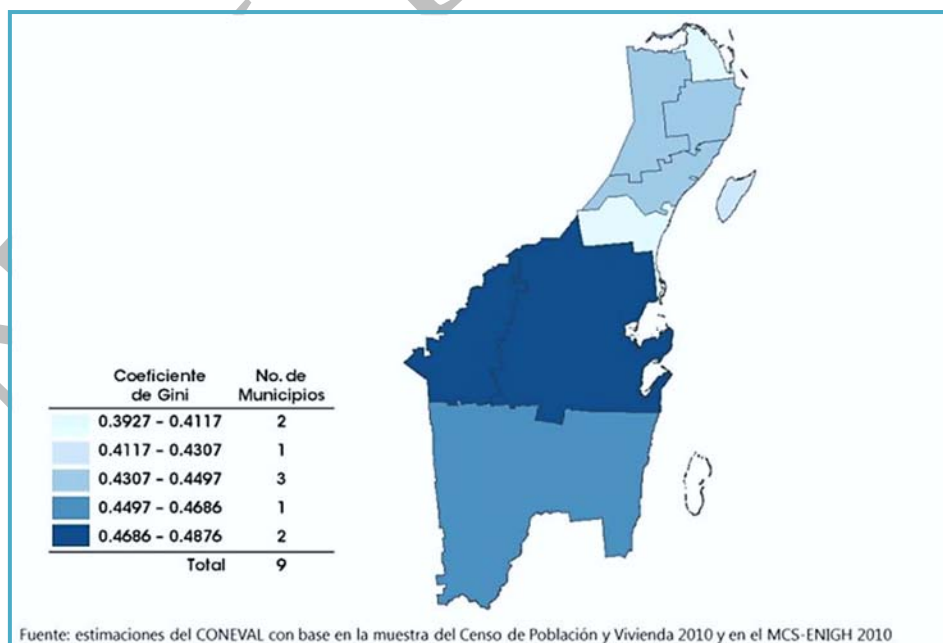 Coeficiente No. de
de Gini Municipios
0.3927 – 0.4117 2
0.4117 – 0.4307 1
0.4307 – 0.4497 3
0.4497 – 0.4686 1
0.4686 – 0.4876 2
Total 9
Fuente: estimaciones del CONEVAL con base en la muestra del Censo de Población y Vivienda 2010 y en el MCS-ENIGH 2010